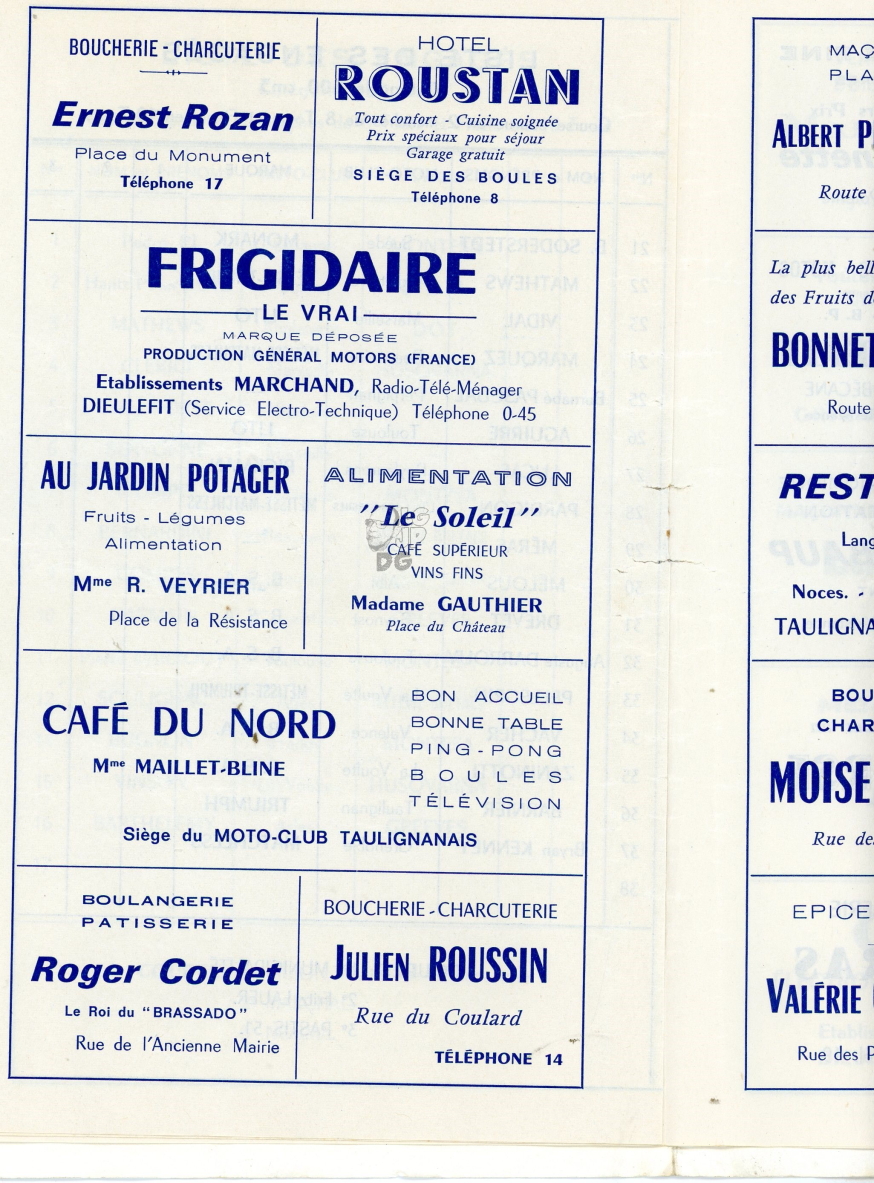 BOUCHERIE - CHARCUTERIE
Ernest Rozan
Place du Monument
Téléphone 17
HOTEL
ROUSTAN
Tout confort - Cuisine soignée
Prix spéciaux pour séjour
Garage gratuit
SIÈGE DES BOULES
Téléphone 8
FRIGIDAIRE
LE VRAI
MARQUE DÉPOSÉE
PRODUCTION GÉNÉRAL MOTORS (FRANCE)
Etablissements MARCHAND, Radio-Télé-Ménager
DIEULEFIT (Service Electro-Technique) Téléphone 0-45
AU JARDIN POTAGER
Fruits - Légumes
Alimentation
Mme R. VEYRIER
Place de la Résistance
ALIMENTATION
"Le Soleil"
CAFÉ SUPÉRIEUR
VINS FINS
Madame GAUTHIER
Place du Château
CAFÉ DU NORD
Mme MAILLET-BLINE
BON ACCUEIL
BONNE TABLE
PING-PONG
BOULES
TÉLÉVISION
Siège du MOTO-CLUB TAULIGNANAIS
BOULANGERIE
PATISSERIE
Roger Cordet
Le Roi du "BRASSADO"
Rue de l'Ancienne Mairie
BOUCHERIE-CHARCUTERIE
JULIEN ROUSSIN
Rue du Coulard
TÉLÉPHONE 14
MAÇ
PLA
ALBERT P
Route
La plus bell
des Fruits d
BONNET
Route
REST
Lang
Noces. -
TAULIGNA
BOU
CHAR
MOISE
Rue de
EPICE
VALÉRIE
Rue des P